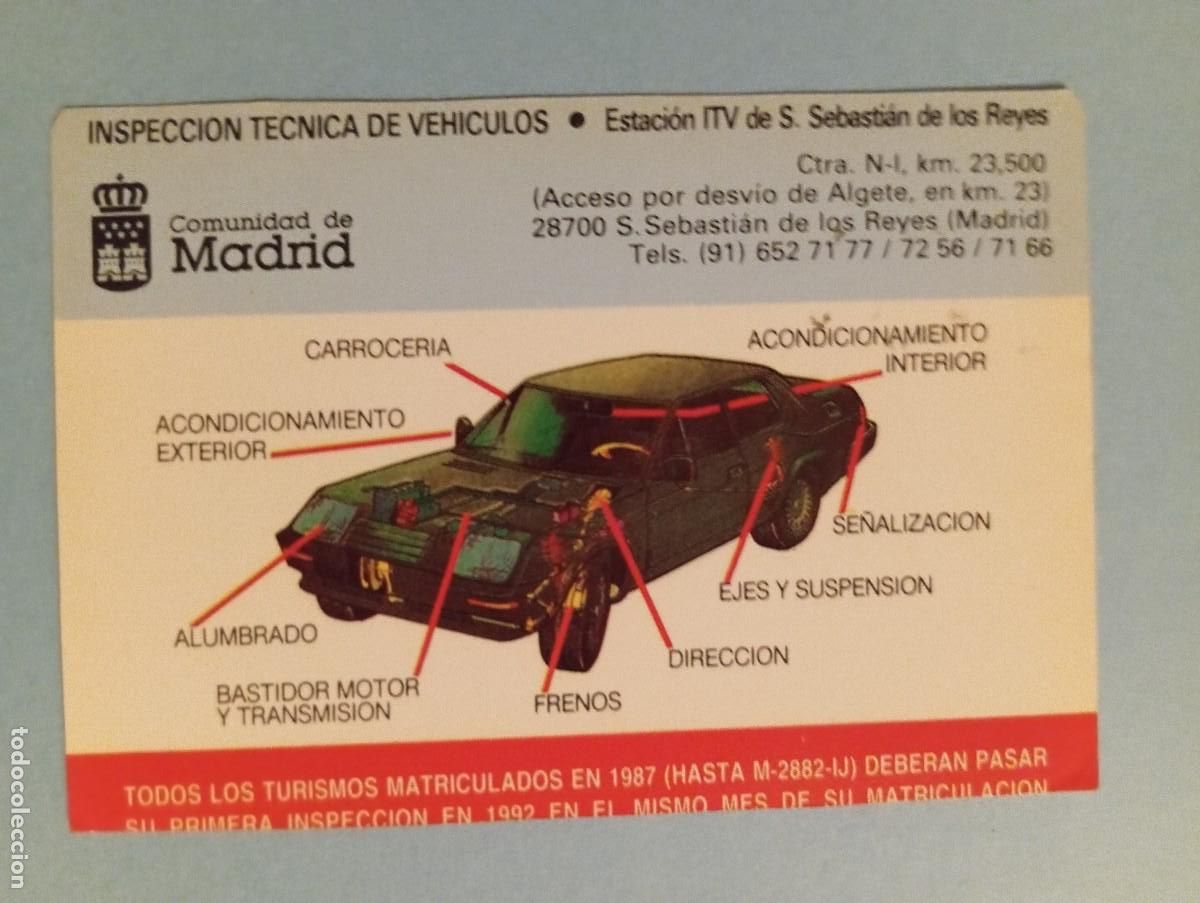 INSPECCION TECNICA DE VEHICULOS • Estación ITV de S. Sebastián de los Reyes
Ctra. N-I, km. 23,500
(Acceso por desvío de Algete, en km. 23)
28700 S. Sebastián de los Reyes (Madrid)
Tels. (91) 652 71 77 / 72 56 / 71 66
Comunidad de
Madrid
CARROCERIA
ACONDICIONAMIENTO
INTERIOR
ACONDICIONAMIENTO
EXTERIOR
SEÑALIZACION
EJES Y SUSPENSION
ALUMBRADO
DIRECCION
BASTIDOR MOTOR
Y TRANSMISION
FRENOS
TODOS LOS TURISMOS MATRICULADOS EN 1987 (HASTA M-2882-IJ) DEBERAN PASAR
SU PRIMERA INSPECCION EN 1992 EN EL MISMO MES DE SU MATRICULACION
todocoleccion